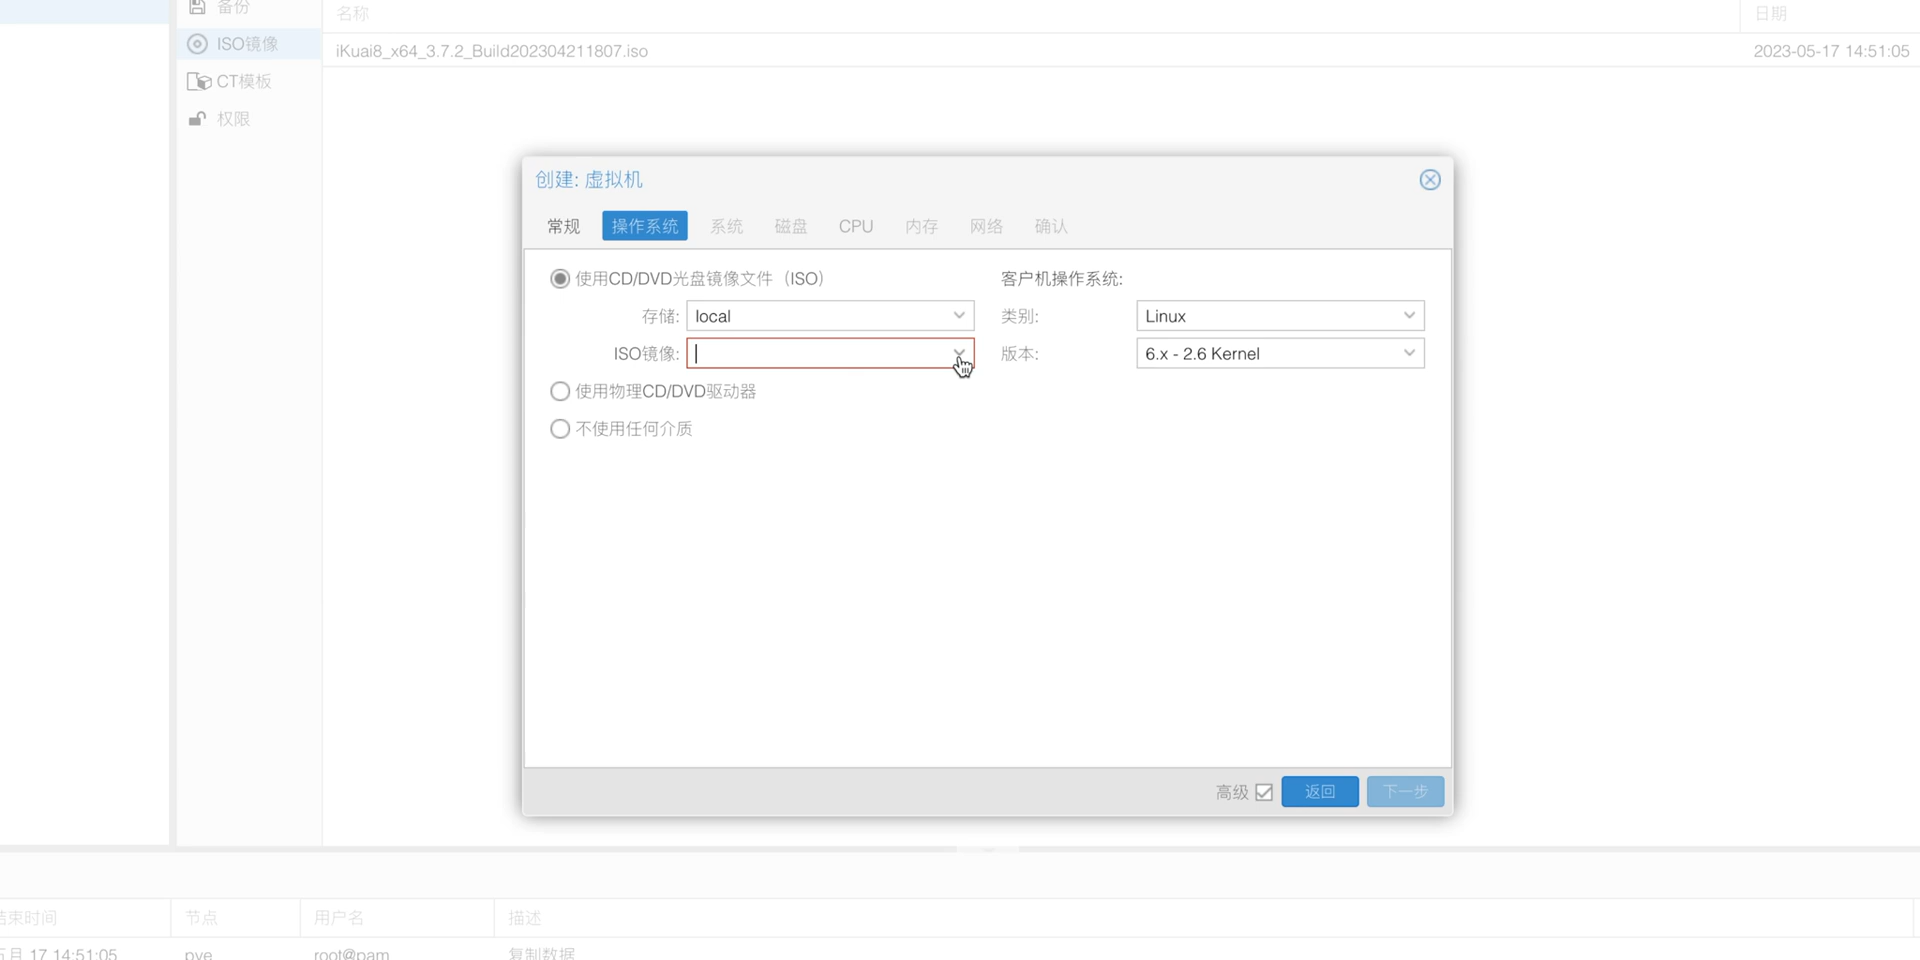 备份
名称
日期
ISO镜像
iKuai8_x64_3.7.2_Build202304211807.iso
2023-05-17 14:51:05
CT模板
权限
创建: 虚拟机
常规 操作系统 系统 磁盘 CPU 内存 网络 确认
使用CD/DVD光盘镜像文件（ISO）
客户机操作系统:
存储: local
类别: Linux
ISO镜像:
版本: 6.x - 2.6 Kernel
使用物理CD/DVD驱动器
不使用任何介质
高级 返回 下一步
结束时间 节点 用户名 描述
五月 17 14:51:05 pve root@pam 复制数据